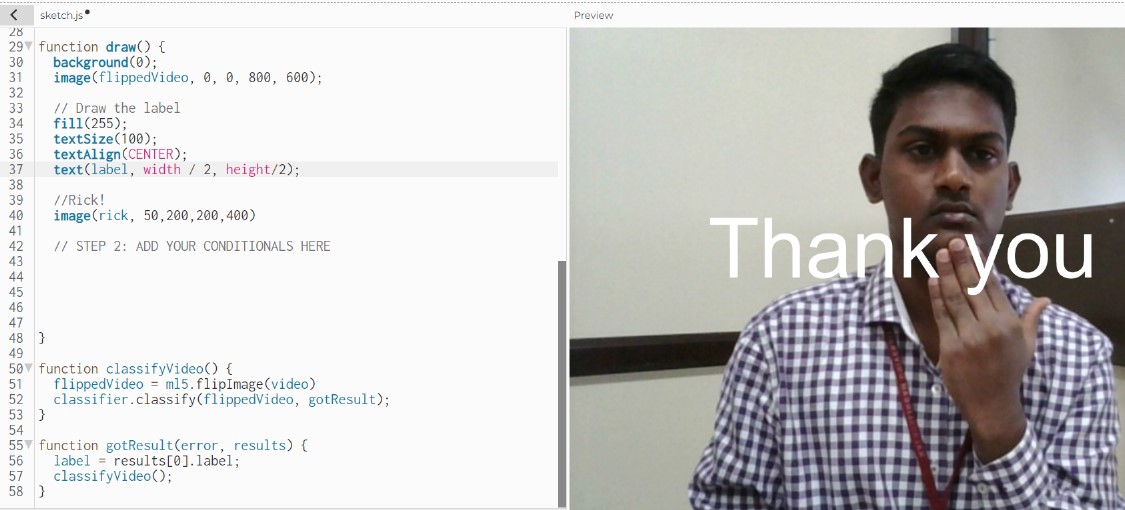 sketch.js
Preview
28
29 function draw() {
30 background(0);
31 image(flippedVideo, 0, 0, 800, 600);
32
33 // Draw the label
34 fill(255);
35 textSize(100);
36 textAlign(CENTER);
37 text(label, width / 2, height/2);
38
39 //Rick!
40 image(rick, 50,200,200,400)
41
42 // STEP 2: ADD YOUR CONDITIONALS HERE
43
44
45
46
47
48 }
49
50 function classifyVideo() {
51 flippedVideo = ml5.flipImage(video)
52 classifier.classify(flippedVideo, gotResult);
53 }
54
55 function gotResult(error, results) {
56 label = results[0].label;
57 classifyVideo();
58 }
Thank you